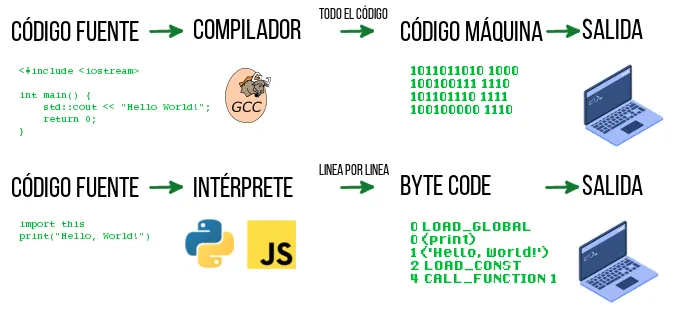 TODO EL CÓDIGO
CÓDIGO FUENTE
COMPILADOR
CÓDIGO MÁQUINA
SALIDA
<#include <iostream>
int main() {
std::cout << "Hello World!";
return 0;
}
GCC
1011011010 1000
100100111 1110
101101110 1111
100100000 1110
LINEA POR LINEA
CÓDIGO FUENTE
INTÉRPRETE
BYTE CODE
SALIDA
import this
print("Hello, World!")
JS
0 LOAD_GLOBAL
0 (print)
1 ('Hello, World!')
2 LOAD_CONST
4 CALL_FUNCTION 1